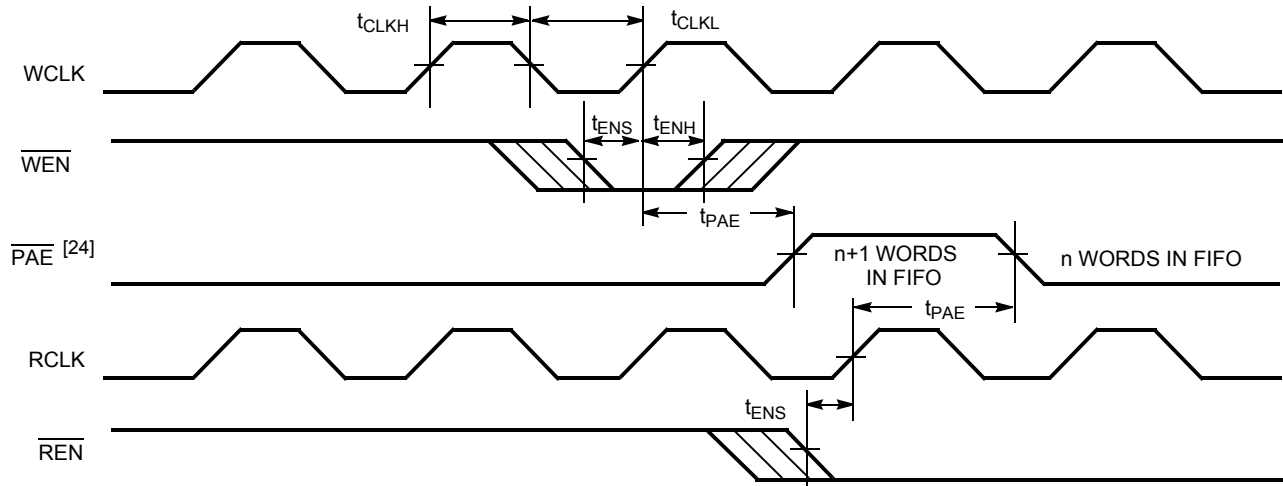 tCLKH
tCLKL
WCLK
tENS
tENH
WEN
tPAE
PAE [24]
n+1 WORDS
IN FIFO
n WORDS IN FIFO
tPAE
RCLK
tENS
REN